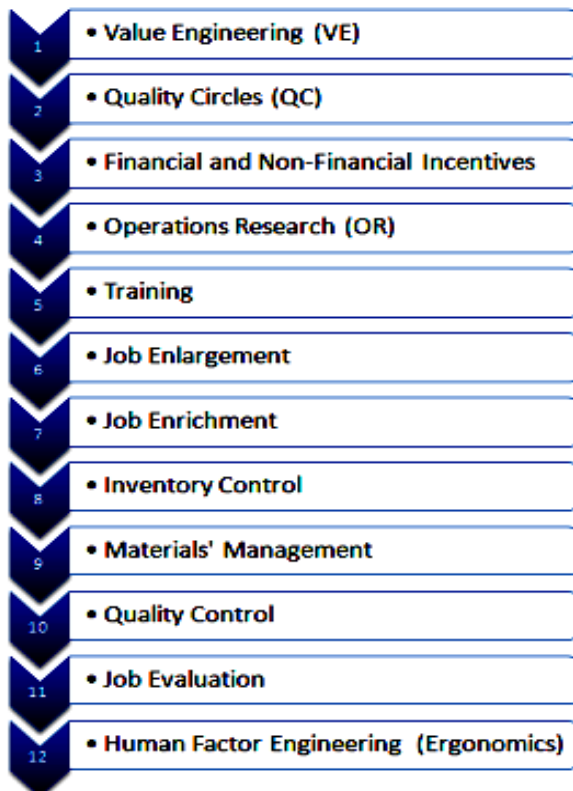 1 • Value Engineering (VE)
2 • Quality Circles (QC)
3 • Financial and Non-Financial Incentives
4 • Operations Research (OR)
5 • Training
6 • Job Enlargement
7 • Job Enrichment
8 • Inventory Control
9 • Materials' Management
10 • Quality Control
11 • Job Evaluation
12 • Human Factor Engineering (Ergonomics)